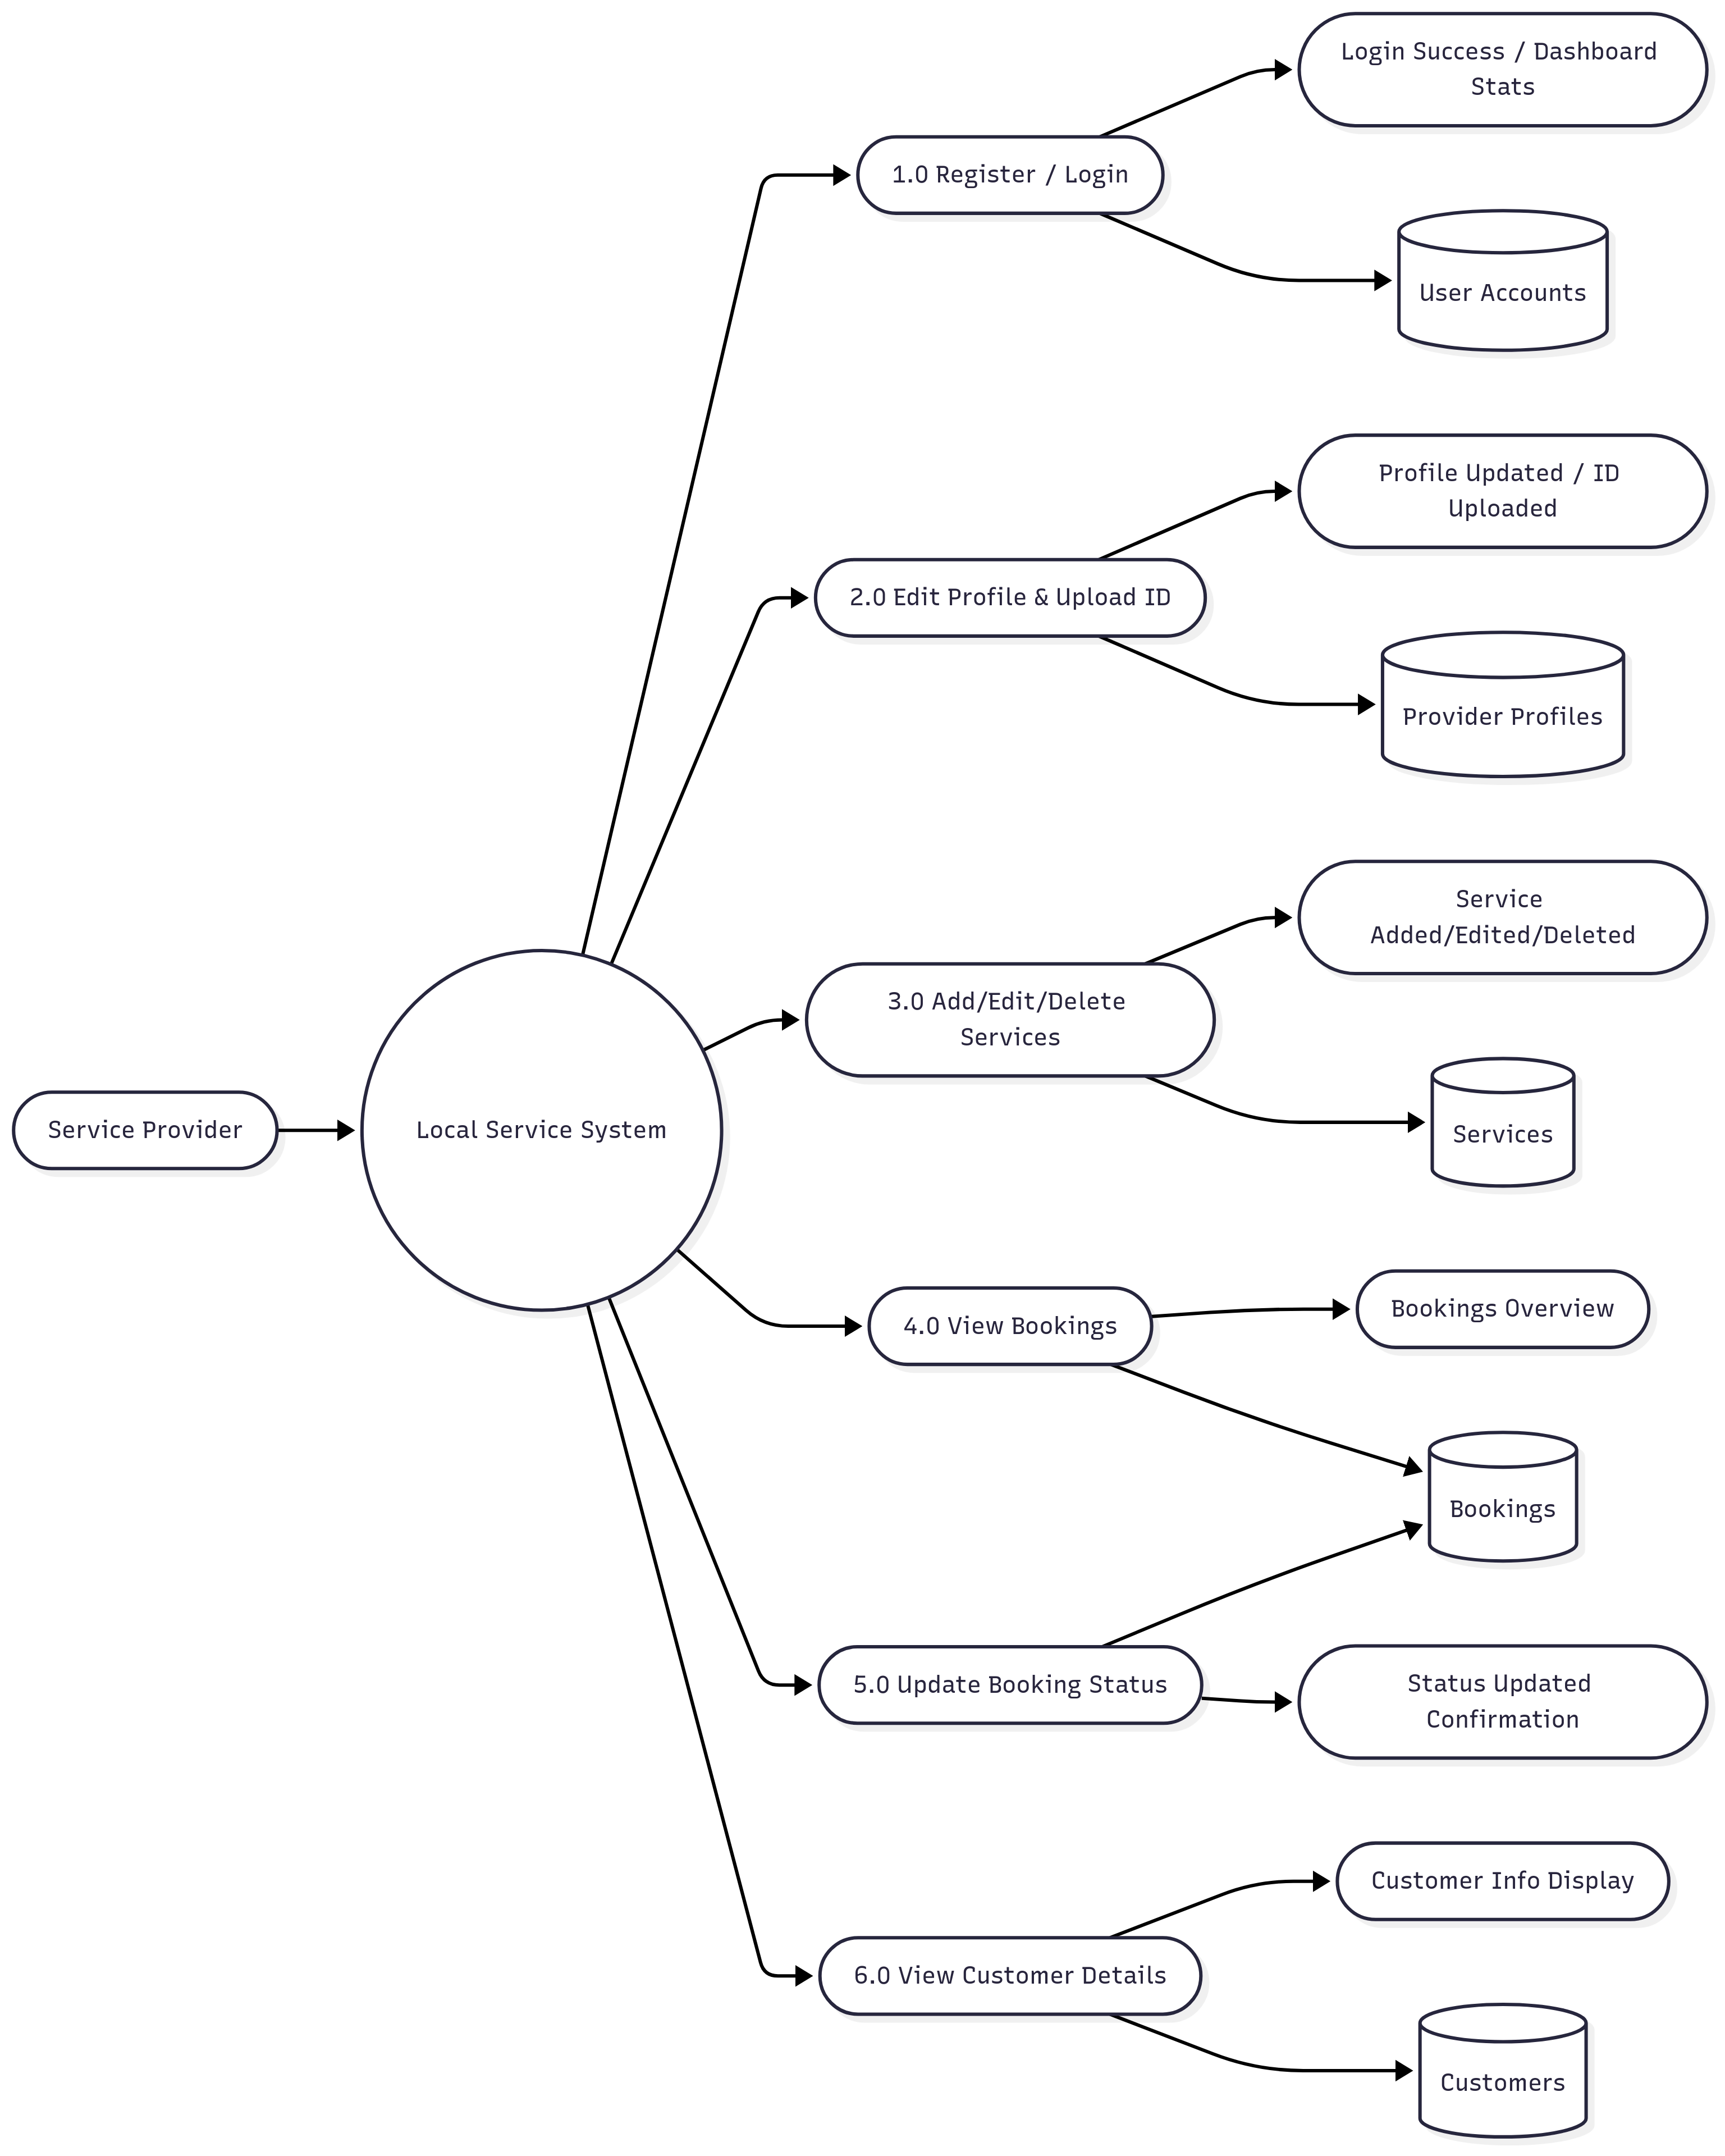 Login Success / Dashboard
Stats
1.0 Register / Login
User Accounts
Profile Updated / ID
Uploaded
2.0 Edit Profile & Upload ID
Provider Profiles
Service
Added/Edited/Deleted
3.0 Add/Edit/Delete
Services
Services
Service Provider
Local Service System
4.0 View Bookings
Bookings Overview
Bookings
5.0 Update Booking Status
Status Updated
Confirmation
Customer Info Display
6.0 View Customer Details
Customers